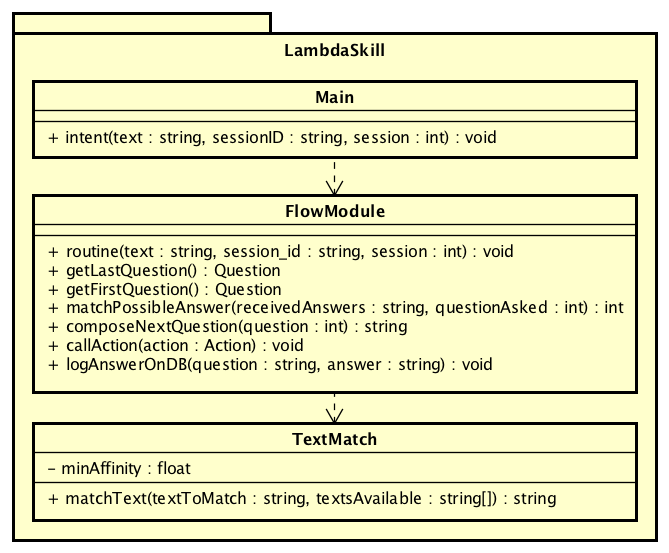 LambdaSkill
Main
+ intent(text : string, sessionID : string, session : int) : void
FlowModule
+ routine(text : string, session_id : string, session : int) : void
+ getLastQuestion() : Question
+ getFirstQuestion() : Question
+ matchPossibleAnswer(receivedAnswers : string, questionAsked : int) : int
+ composeNextQuestion(question : int) : string
+ callAction(action : Action) : void
+ logAnswerOnDB(question : string, answer : string) : void
TextMatch
- minAffinity : float
+ matchText(textToMatch : string, textsAvailable : string[]) : string